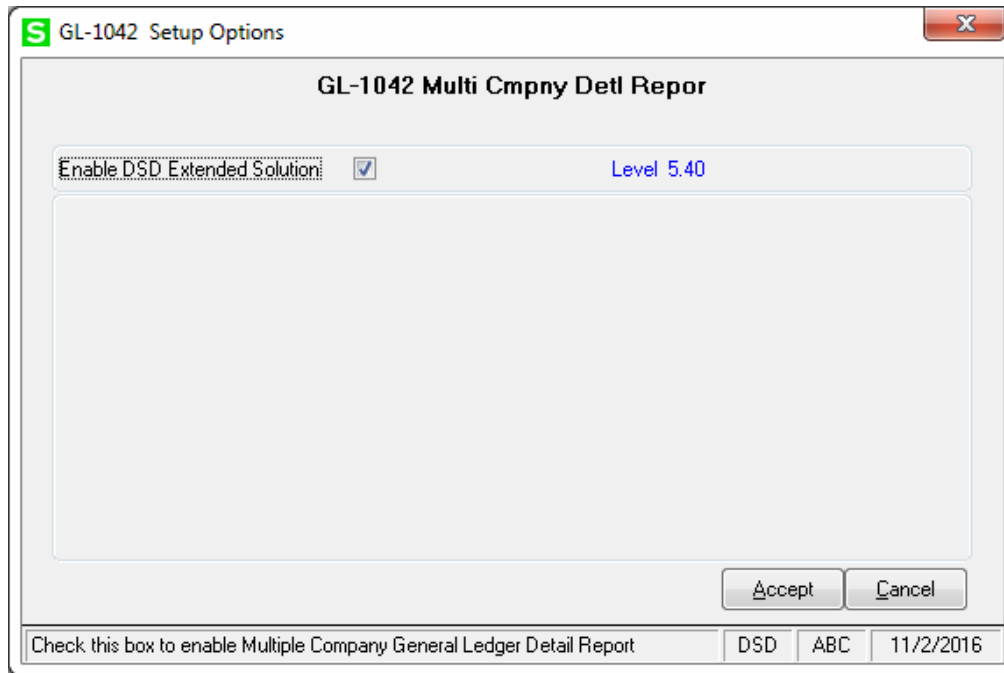 S GL-1042 Setup Options
X
GL-1042 Multi Cmpny Detl Repor
Enable DSD Extended Solution Level 5.40
Accept Cancel
Check this box to enable Multiple Company General Ledger Detail Report DSD ABC 11/2/2016